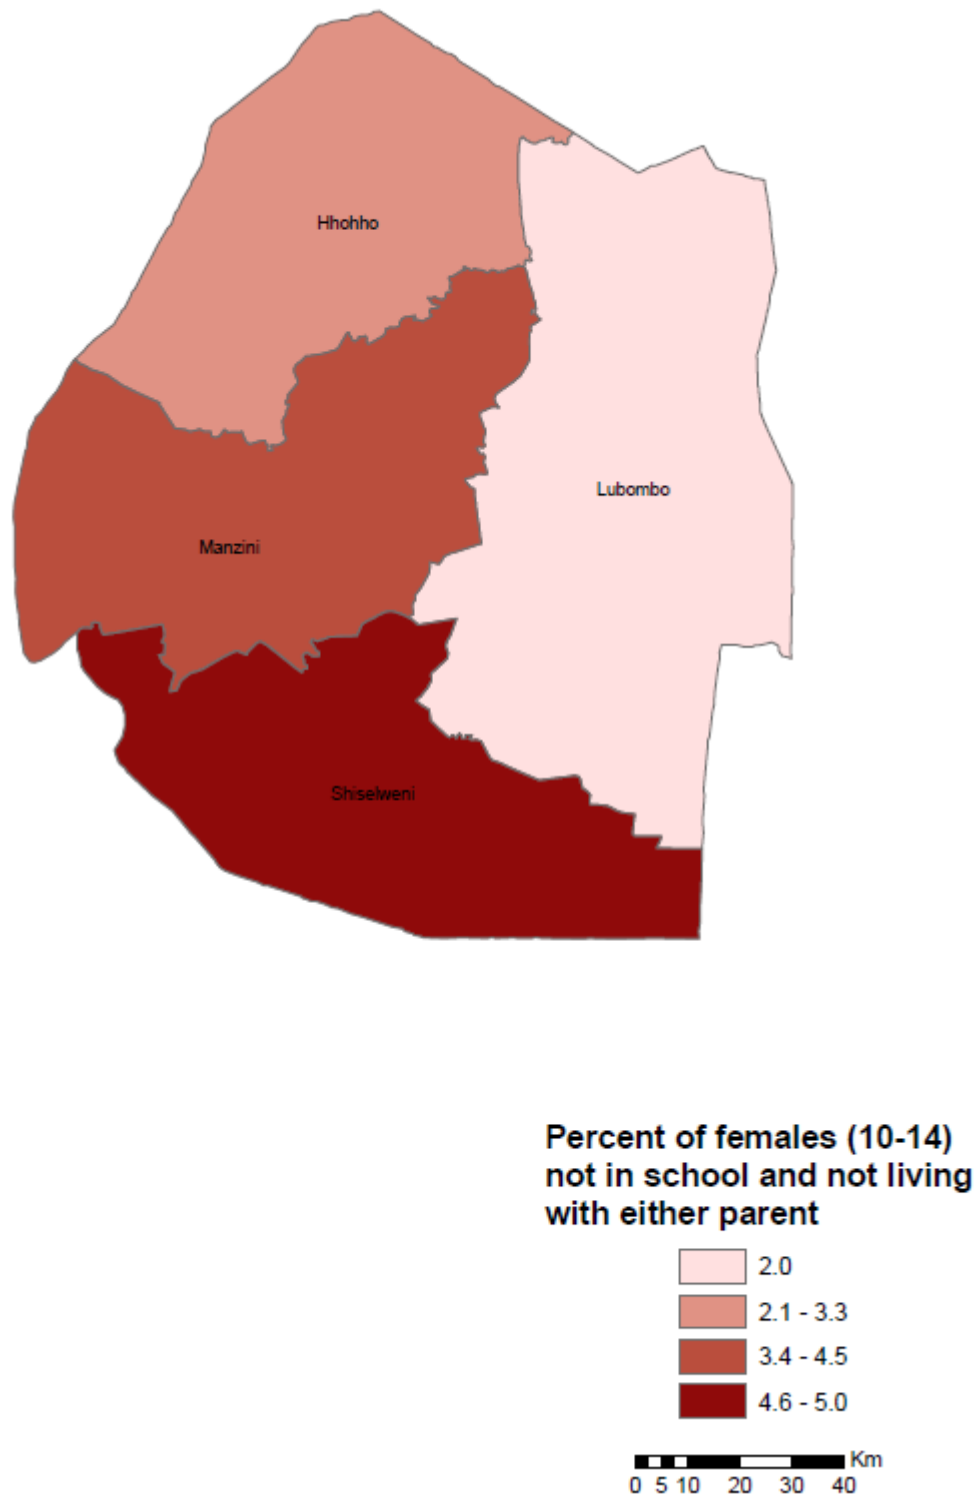 Hhohho
Lubombo
Manzini
Shiselweni
Percent of females (10-14)
not in school and not living
with either parent
2.0
2.1 - 3.3
3.4 - 4.5
4.6 - 5.0
Km
0 5 10 20 30 40